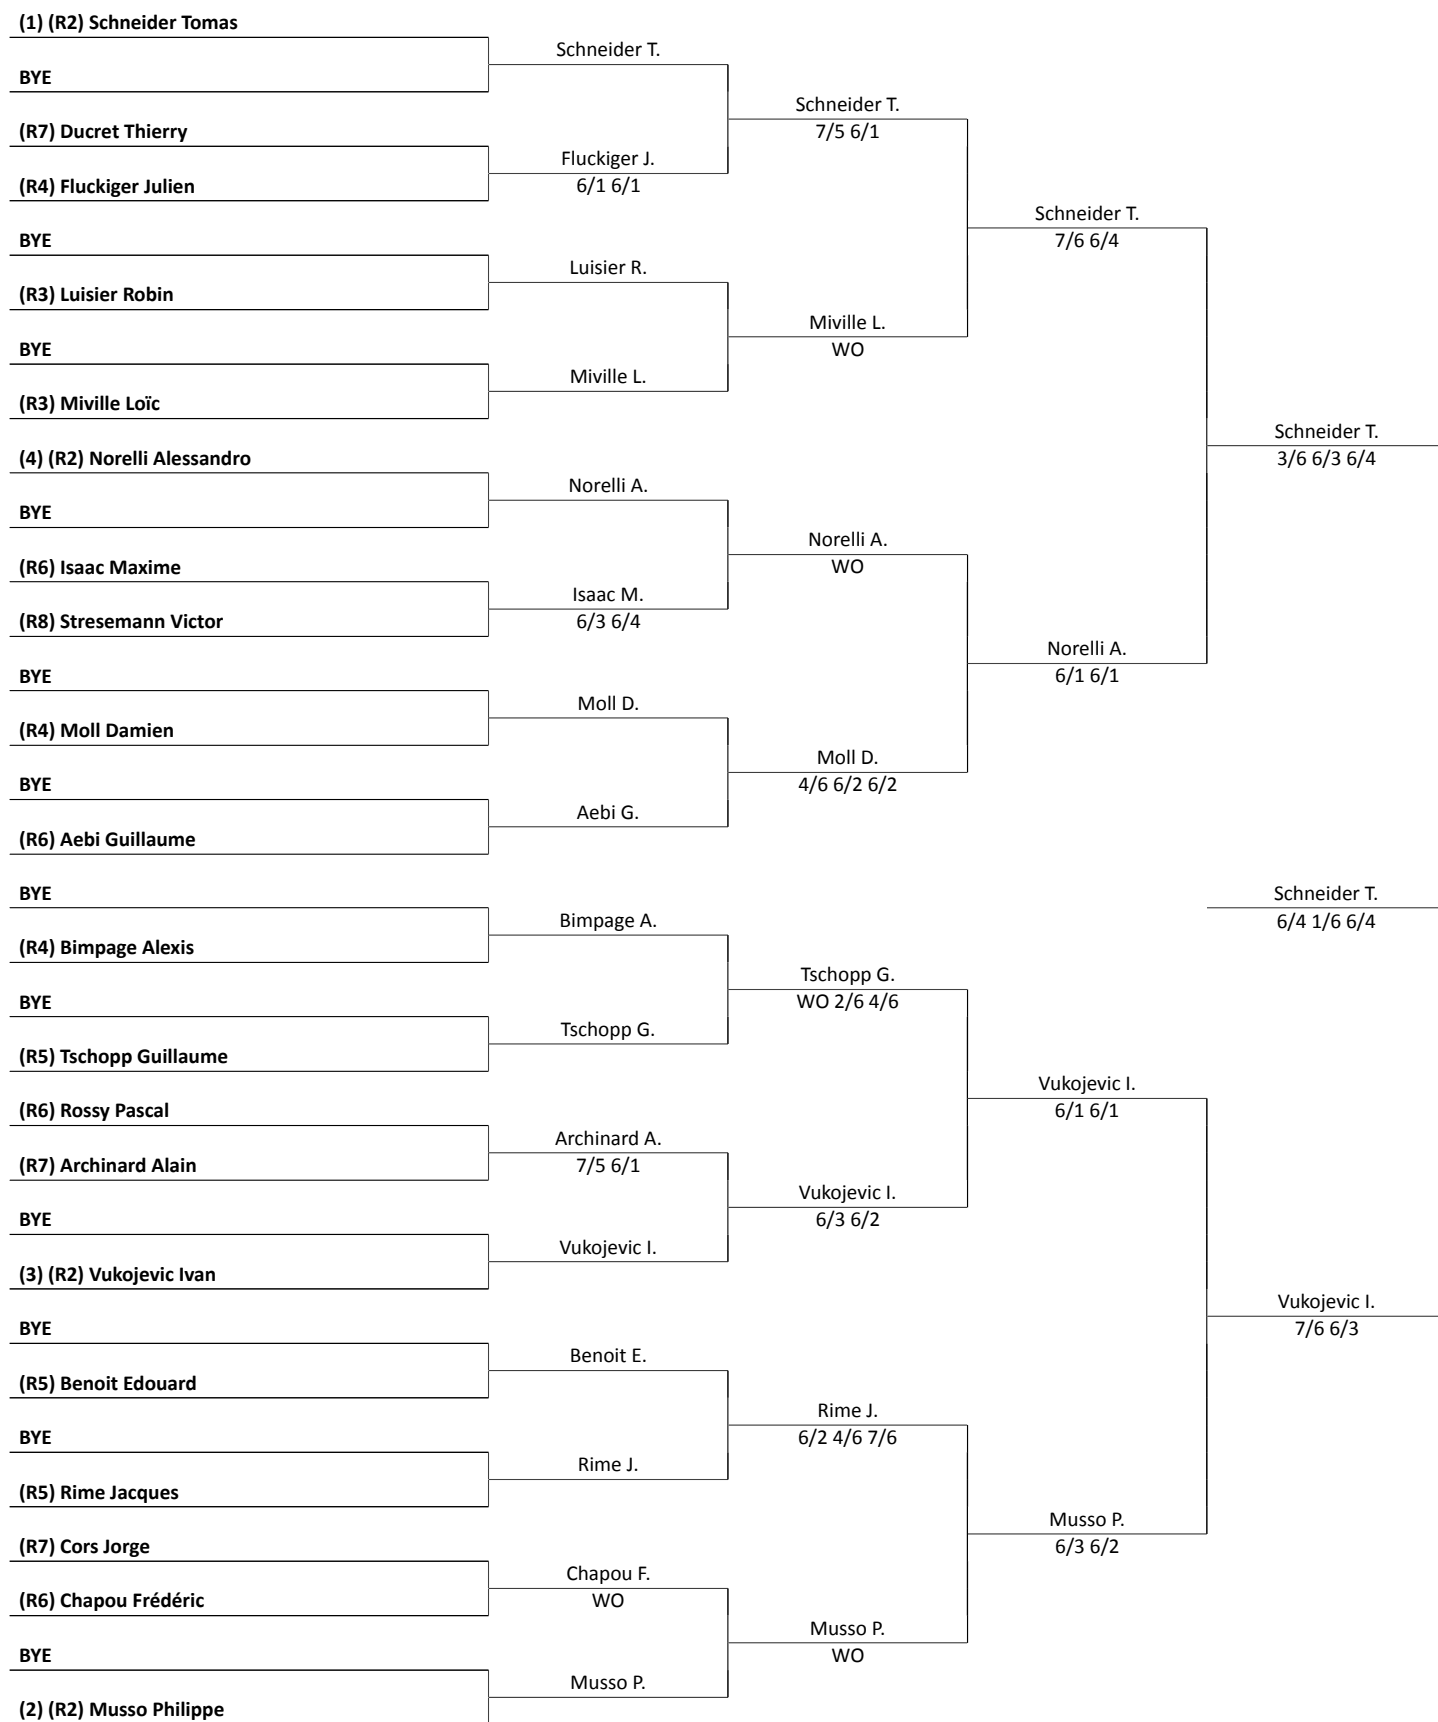 (1) (R2) Schneider Tomas
Schneider T.
BYE
Schneider T.
7/5 6/1
(R7) Ducret Thierry
Fluckiger J.
6/1 6/1
(R4) Fluckiger Julien
Schneider T.
7/6 6/4
BYE
Luisier R.
(R3) Luisier Robin
Miville L.
WO
BYE
Miville L.
(R3) Miville Loïc
Schneider T.
3/6 6/3 6/4
(4) (R2) Norelli Alessandro
Norelli A.
BYE
Norelli A.
WO
(R6) Isaac Maxime
Isaac M.
6/3 6/4
(R8) Stresemann Victor
Norelli A.
6/1 6/1
BYE
Moll D.
(R4) Moll Damien
Moll D.
4/6 6/2 6/2
BYE
Aebi G.
(R6) Aebi Guillaume
BYE
Schneider T.
6/4 1/6 6/4
Bimpage A.
(R4) Bimpage Alexis
Tschopp G.
WO 2/6 4/6
BYE
Tschopp G.
(R5) Tschopp Guillaume
Vukojevic I.
6/1 6/1
(R6) Rossy Pascal
Archinard A.
7/5 6/1
(R7) Archinard Alain
Vukojevic I.
6/3 6/2
BYE
Vukojevic I.
(3) (R2) Vukojevic Ivan
Vukojevic I.
7/6 6/3
BYE
Benoit E.
(R5) Benoit Edouard
Rime J.
6/2 4/6 7/6
BYE
Rime J.
(R5) Rime Jacques
Musso P.
6/3 6/2
(R7) Cors Jorge
Chapou F.
WO
(R6) Chapou Frédéric
Musso P.
WO
BYE
Musso P.
(2) (R2) Musso Philippe